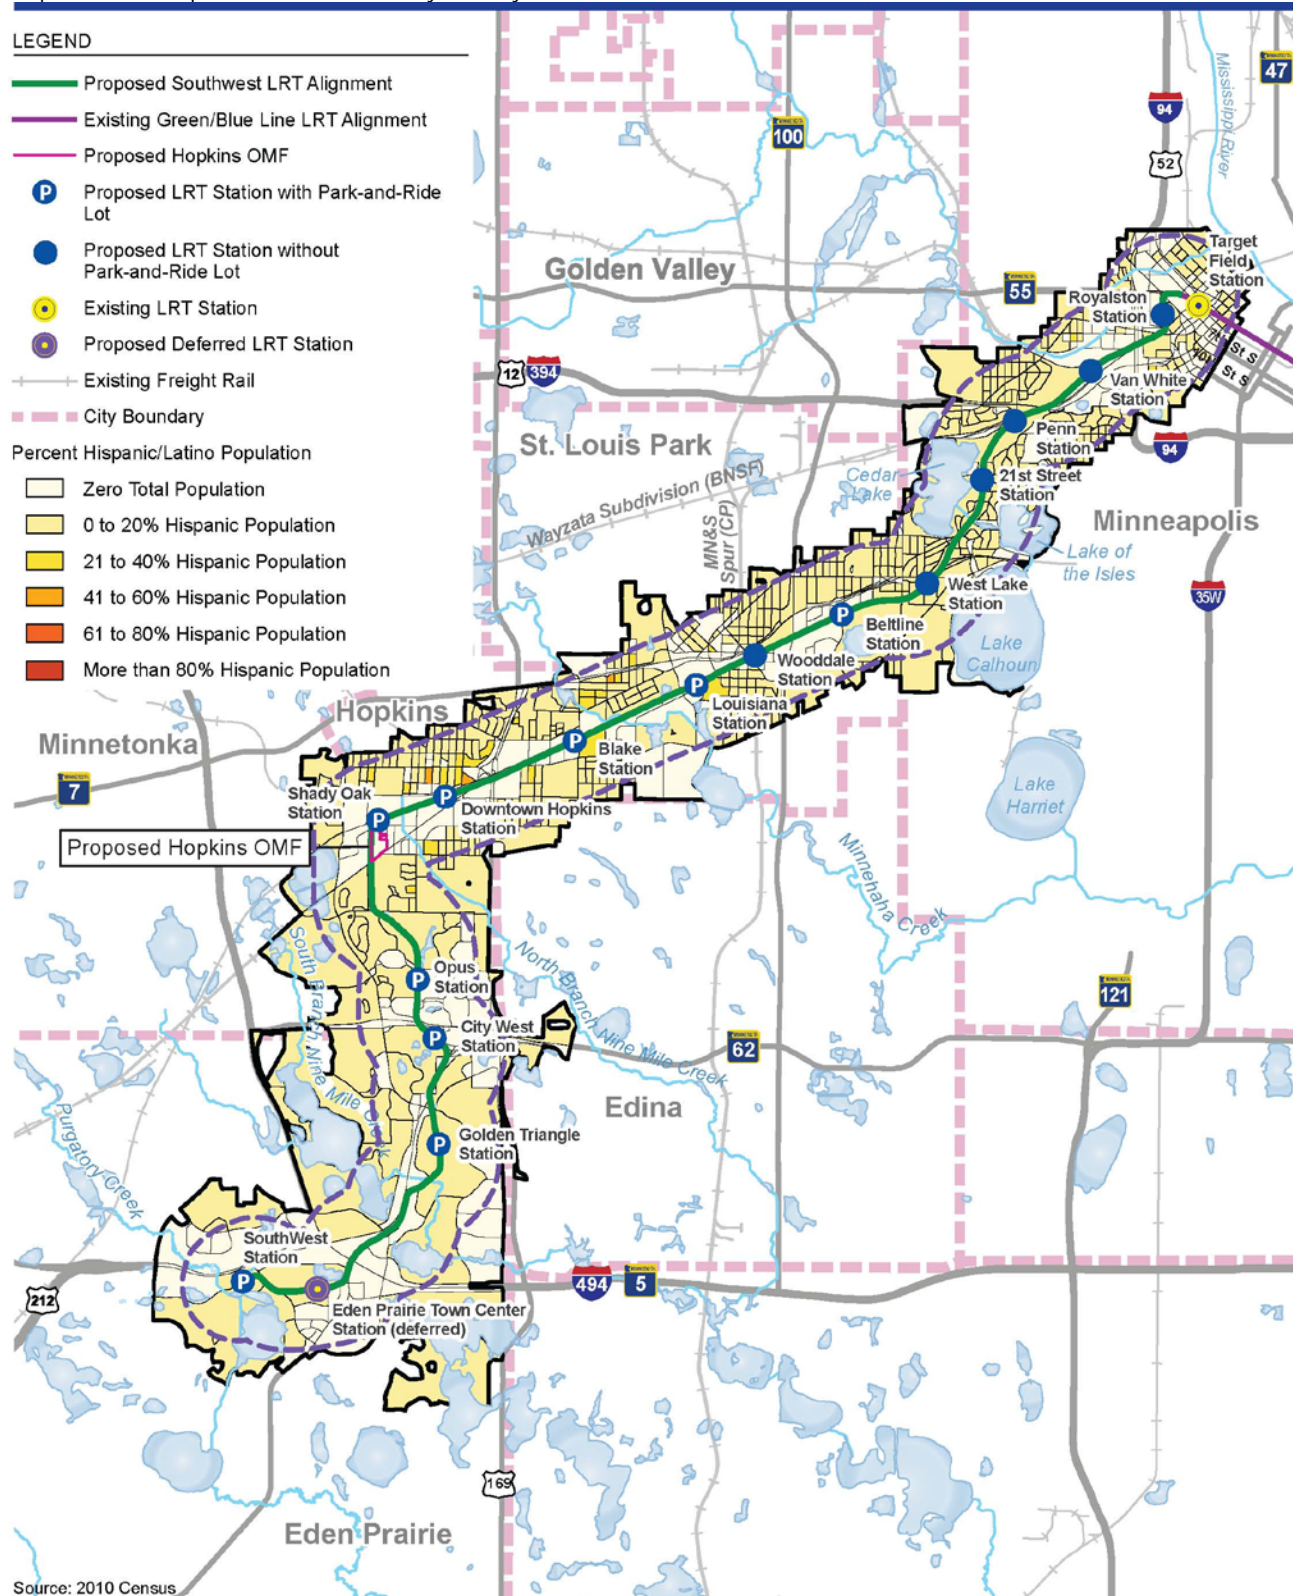 LEGEND
Proposed Southwest LRT Alignment
Existing Green/Blue Line LRT Alignment
Proposed Hopkins OMF
P
Proposed LRT Station with Park-and-Ride
Lot
Proposed LRT Station without
Park-and-Ride Lot
Existing LRT Station
Proposed Deferred LRT Station
Existing Freight Rail
City Boundary
Percent Hispanic/Latino Population
Zero Total Population
0 to 20% Hispanic Population
21 to 40% Hispanic Population
41 to 60% Hispanic Population
61 to 80% Hispanic Population
More than 80% Hispanic Population
47
94
Mississippi River
100
52
Target
Field
Station
Golden Valley
55
Royalston
Station
7th St S
10th St S
12
394
Van White
Station
St. Louis Park
Penn
Station
94
Wayzata Subdivision (BNSF)
Cedar
Lake
21st Street
Station
MN&S
Spur (CP)
Minneapolis
Lake of
the Isles
West Lake
Station
35W
P
Beltline
Station
Lake
Calhoun
Wooddale
Station
P
Louisiana
Station
Hopkins
Minnetonka
P
Blake
Station
7
Shady Oak
Station
P
P
Downtown Hopkins
Station
Lake
Harriet
Proposed Hopkins OMF
Minnehaha Creek
South Branch Nine Mile Creek
North Branch Nine Mile Creek
P
Opus
Station
121
P
City West
Station
62
Edina
Purgatory Creek
P
Golden Triangle
Station
SouthWest
Station
P
494
5
212
Eden Prairie Town Center
Station (deferred)
169
Eden Prairie
Source: 2010 Census